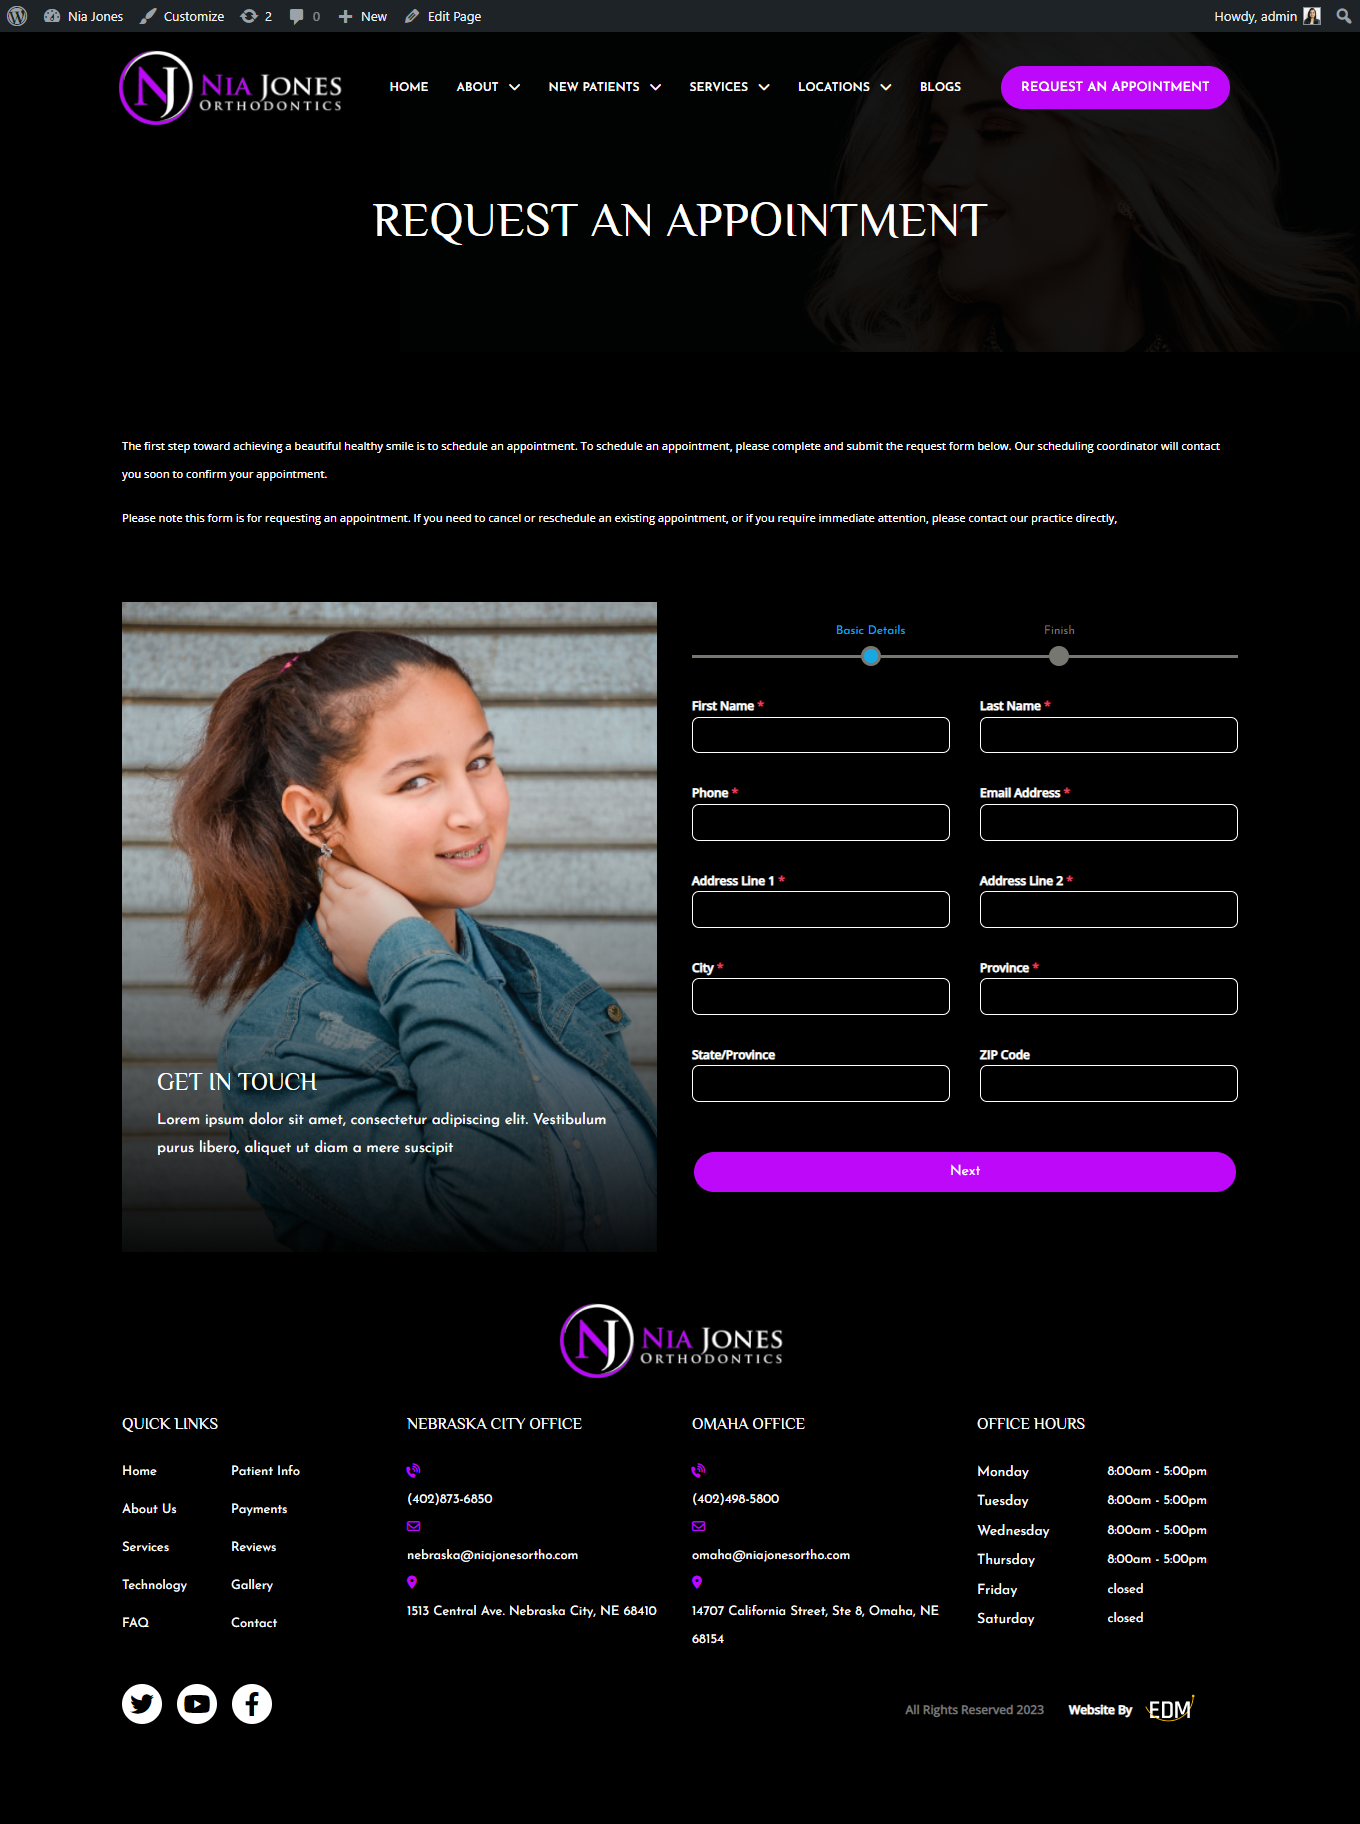 Nia Jones Customize 2 0 New Edit Page Howdy, admin
NJ NIA JONES
ORTHODONTICS
HOME ABOUT NEW PATIENTS SERVICES LOCATIONS BLOGS REQUEST AN APPOINTMENT
REQUEST AN APPOINTMENT
The first step toward achieving a beautiful healthy smile is to schedule an appointment. To schedule an appointment, please complete and submit the request form below. Our scheduling coordinator will contact
you soon to confirm your appointment.
Please note this form is for requesting an appointment. If you need to cancel or reschedule an existing appointment, or if you require immediate attention, please contact our practice directly,
GET IN TOUCH
Lorem ipsum dolor sit amet, consectetur adipiscing elit. Vestibulum
purus libero, aliquet ut diam a mere suscipit
Basic Details Finish
First Name * Last Name *
Phone * Email Address *
Address Line 1 * Address Line 2 *
City * Province *
State/Province ZIP Code
Next
NJ NIA JONES
ORTHODONTICS
QUICK LINKS
Home Patient Info
About Us Payments
Services Reviews
Technology Gallery
FAQ Contact
NEBRASKA CITY OFFICE
(402)873-6850
nebraska@niajonesortho.com
1513 Central Ave. Nebraska City, NE 68410
OMAHA OFFICE
(402)498-5800
omaha@niajonesortho.com
14707 California Street, Ste 8, Omaha, NE
68154
OFFICE HOURS
Monday 8:00am - 5:00pm
Tuesday 8:00am - 5:00pm
Wednesday 8:00am - 5:00pm
Thursday 8:00am - 5:00pm
Friday closed
Saturday closed
All Rights Reserved 2023 Website By EDM